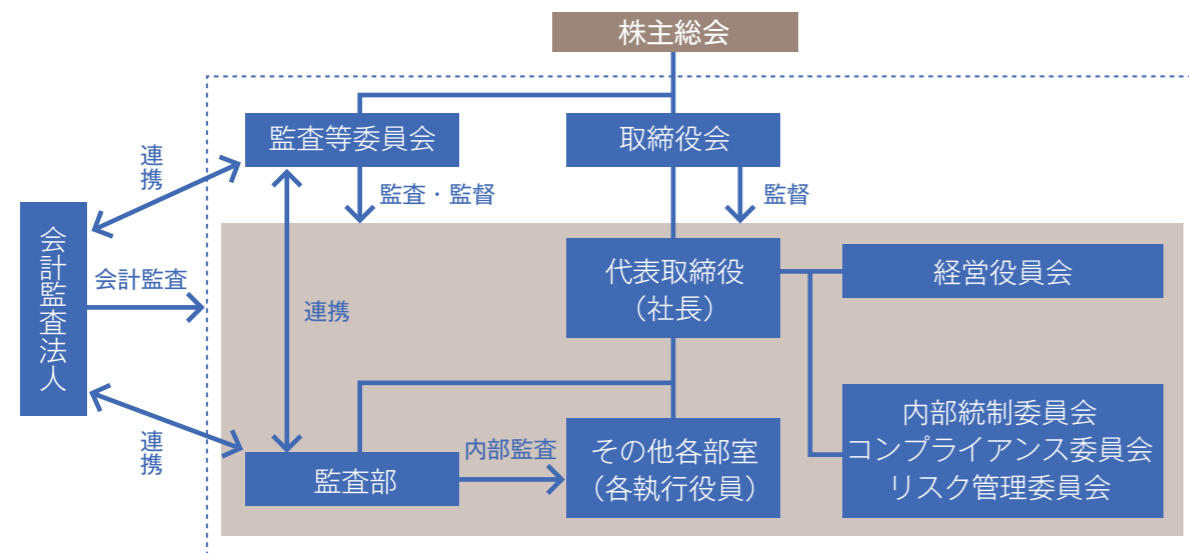 株主総会
監査等委員会
取締役会
連携
監査・監督
監督
会計監査法人
会計監査
代表取締役
（社長）
経営役員会
連携
連携
内部監査
監査部
その他各部室
（各執行役員）
内部統制委員会
コンプライアンス委員会
リスク管理委員会